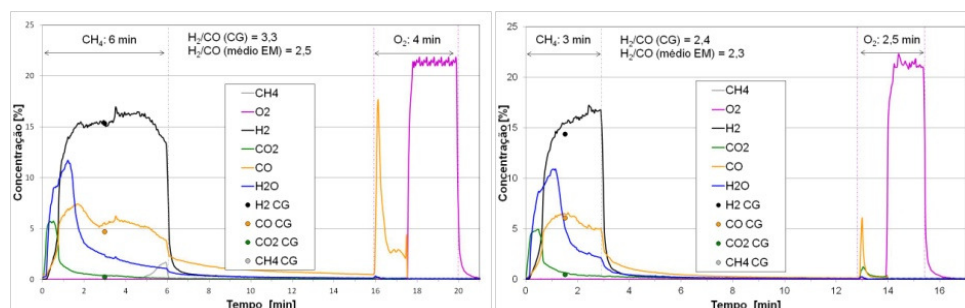 CH4: 6 min
H2/CO (CG) = 3,3
H2/CO (médio EM) = 2,5
O2: 4 min
Concentração [%]
25
20
15
10
5
0
CH4
O2
H2
CO2
CO
H2O
H2 CG
CO CG
CO2 CG
CH4 CG
0
2
4
6
8
10
12
14
16
18
20
Tempo [min]
CH4: 3 min
H2/CO (CG) = 2,4
H2/CO (médio EM) = 2,3
O2: 2,5 min
Concentração [%]
25
20
15
10
5
0
CH4
O2
H2
CO2
CO
H2O
H2 CG
CO CG
CO2 CG
CH4 CG
0
2
4
6
8
10
12
14
16
Tempo [min]